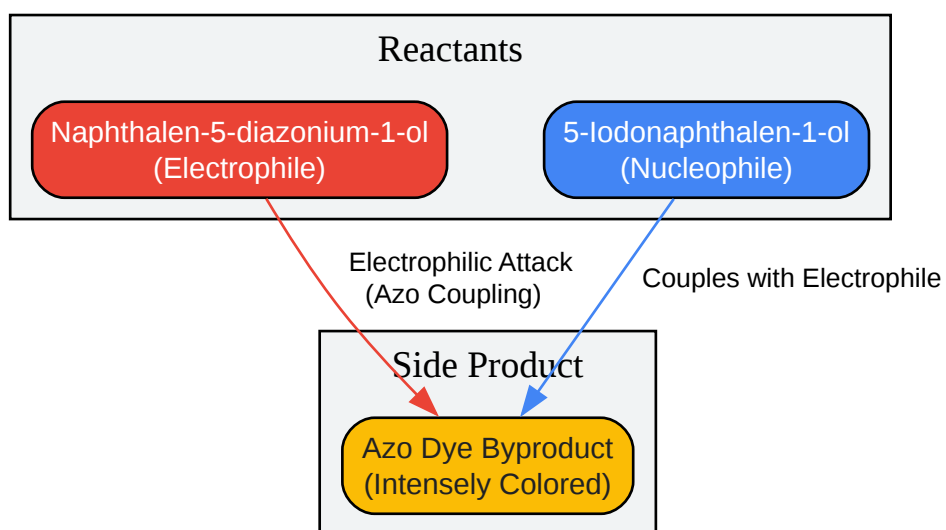 Reactants
Naphthalen-5-diazonium-1-ol
(Electrophile)
5-Iodonaphthalen-1-ol
(Nucleophile)
Electrophilic Attack
(Azo Coupling)
Couples with Electrophile
Side Product
Azo Dye Byproduct
(Intensely Colored)